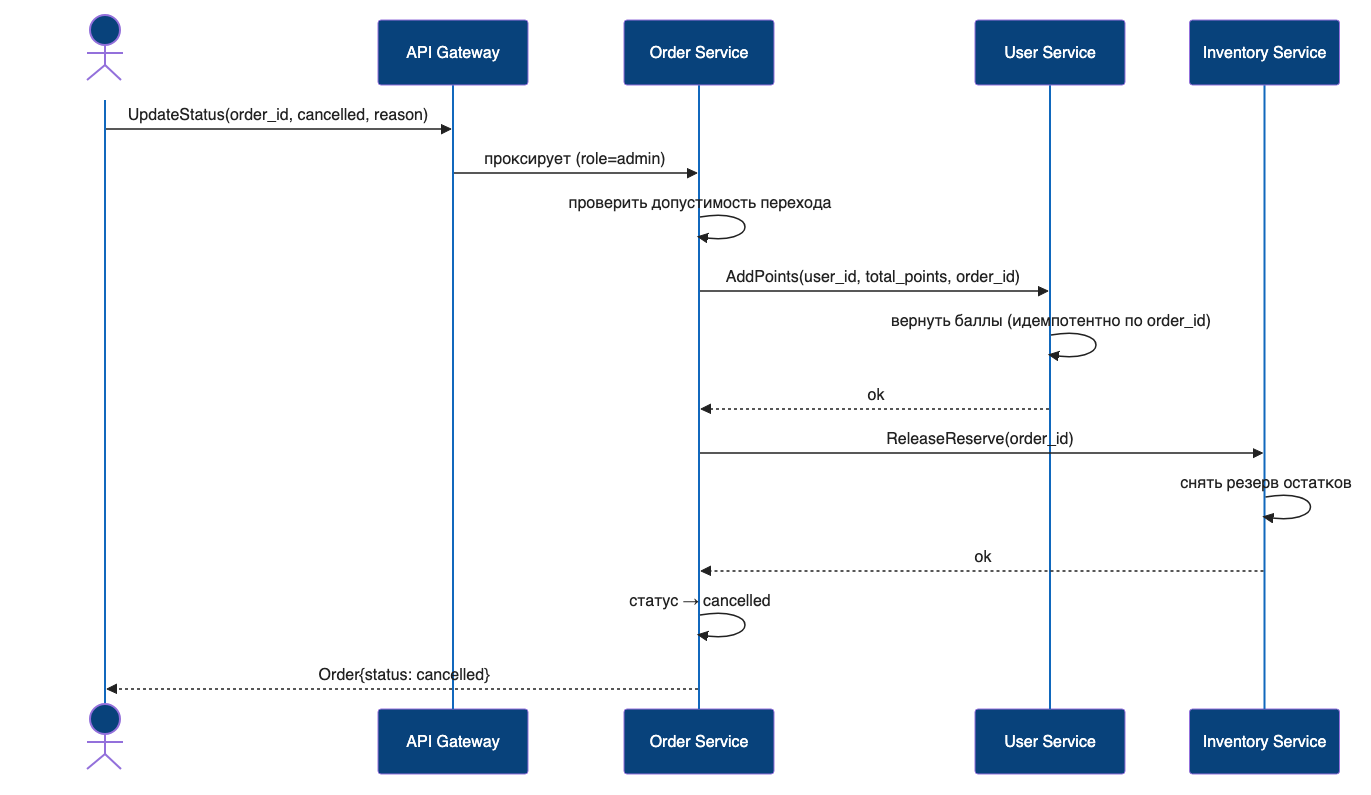 API Gateway
Order Service
User Service
Inventory Service
UpdateStatus(order_id, cancelled, reason)
проксирует (role=admin)
проверить допустимость перехода
AddPoints(user_id, total_points, order_id)
вернуть баллы (идемпотентно по order_id)
ok
ReleaseReserve(order_id)
снять резерв остатков
ok
статус → cancelled
Order{status: cancelled}
API Gateway
Order Service
User Service
Inventory Service